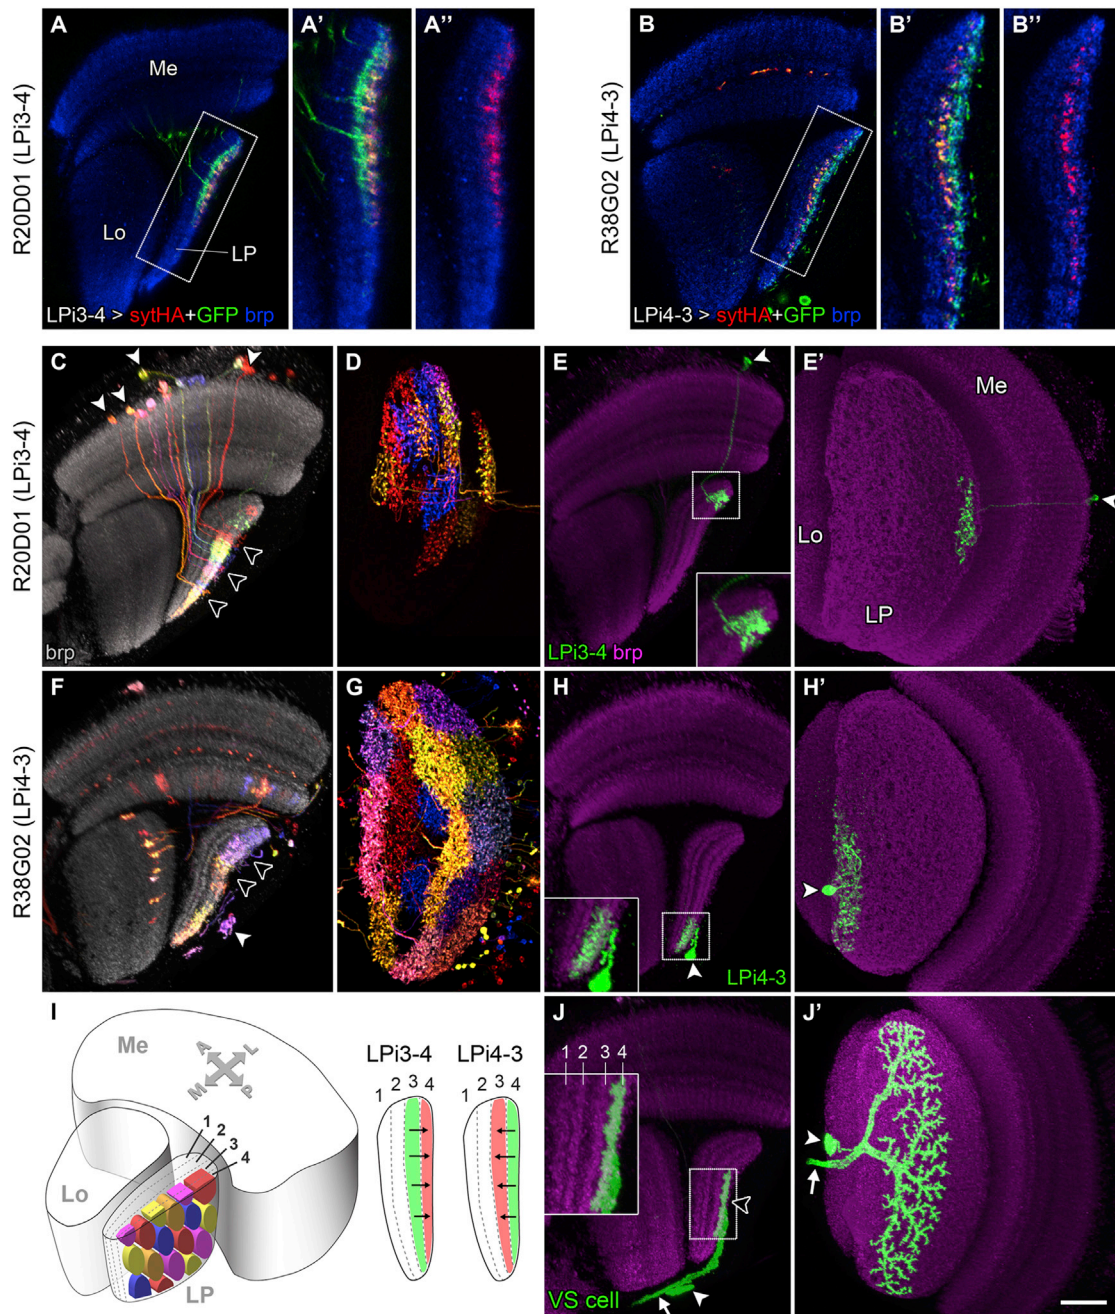 R20D01 (LPi3-4)
A
Me
Lo
LP
LPi3-4 > sytHA+GFP brp
A'
A''
R38G02 (LPi4-3)
B
LPi4-3 > sytHA+GFP brp
B'
B''
R20D01 (LPi3-4)
C
brp
D
E
LPi3-4 brp
E'
Me
Lo
LP
R38G02 (LPi4-3)
F
G
H
LPi4-3
H'
I
Me
A
L
M
P
1
2
3
4
Lo
LP
LPi3-4
1 2 3 4
LPi4-3
1 2 3 4
J
1 2 3 4
VS cell
J'